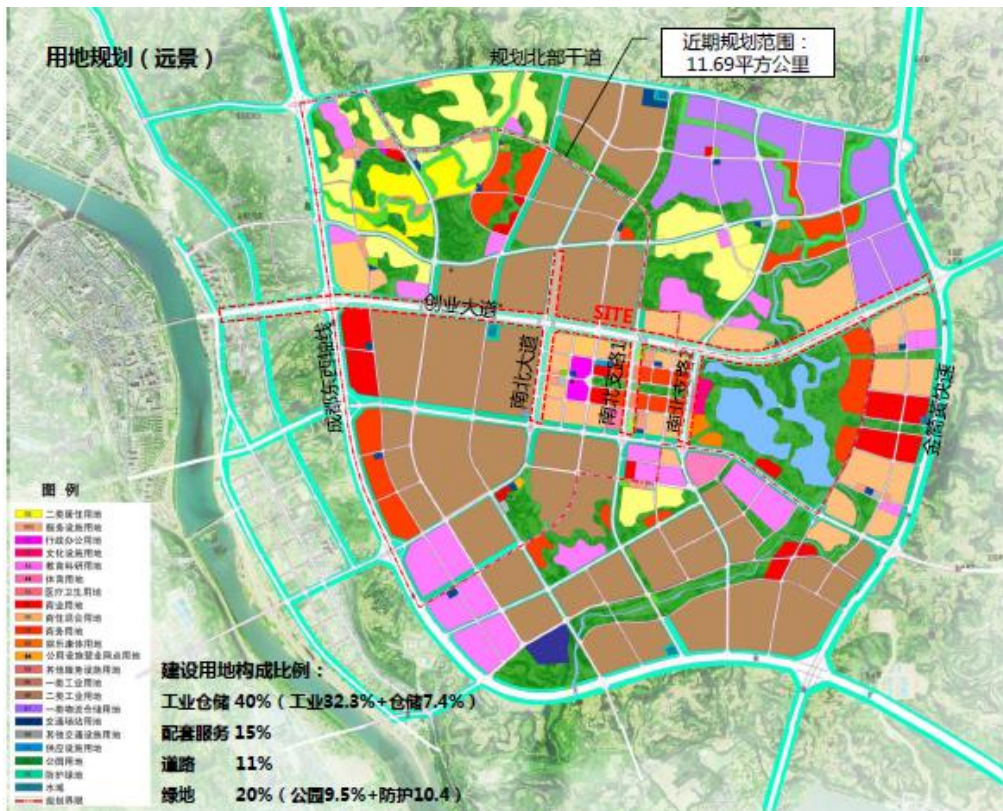 用地规划（远景）
规划北部干道
近期规划范围：
11.69平方公里
创业大道
SITE
成都东西轴线
南北大道
南北支路1
南北支路2
金简黄快速
图 例
二类居住用地
服务设施用地
行政办公用地
文化设施用地
教育科研用地
体育用地
医疗卫生用地
商业用地
商住混合用地
商务用地
娱乐康体用地
公用设施营业网点用地
其他服务设施用地
一类工业用地
二类工业用地
一类物流仓储用地
交通场站用地
其他交通设施用地
供应设施用地
公园用地
防护绿地
水域
规划界限
建设用地构成比例：
工业仓储 40%（工业32.3%+仓储7.4%）
配套服务 15%
道路 11%
绿地 20%（公园9.5%+防护10.4）